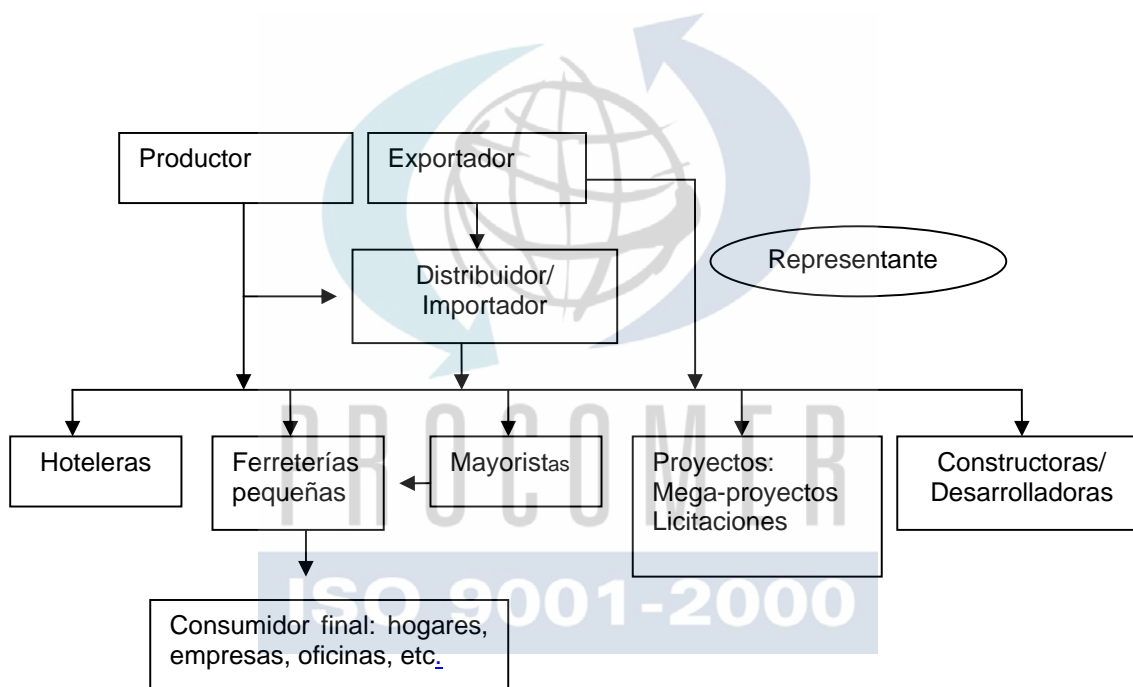 Productor
Exportador
Distribuidor/
Importador
Representante
Hoteleras
Ferreterías
pequeñas
Mayoristas
Proyectos:
Mega-proyectos
Licitaciones
Constructoras/
Desarrolladoras
PROCOMER
ISO 9001-2000
Consumidor final: hogares,
empresas, oficinas, etc.